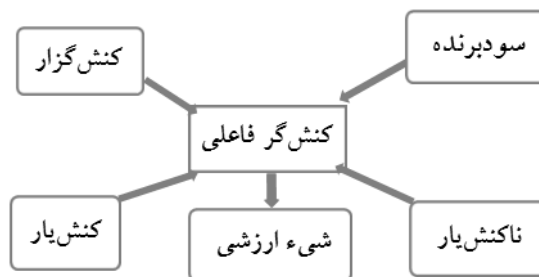 سودبرنده
کنش‌گزار
کنش‌گر فاعلی
ناکنش‌یار
شیء ارزشی
کنش‌یار